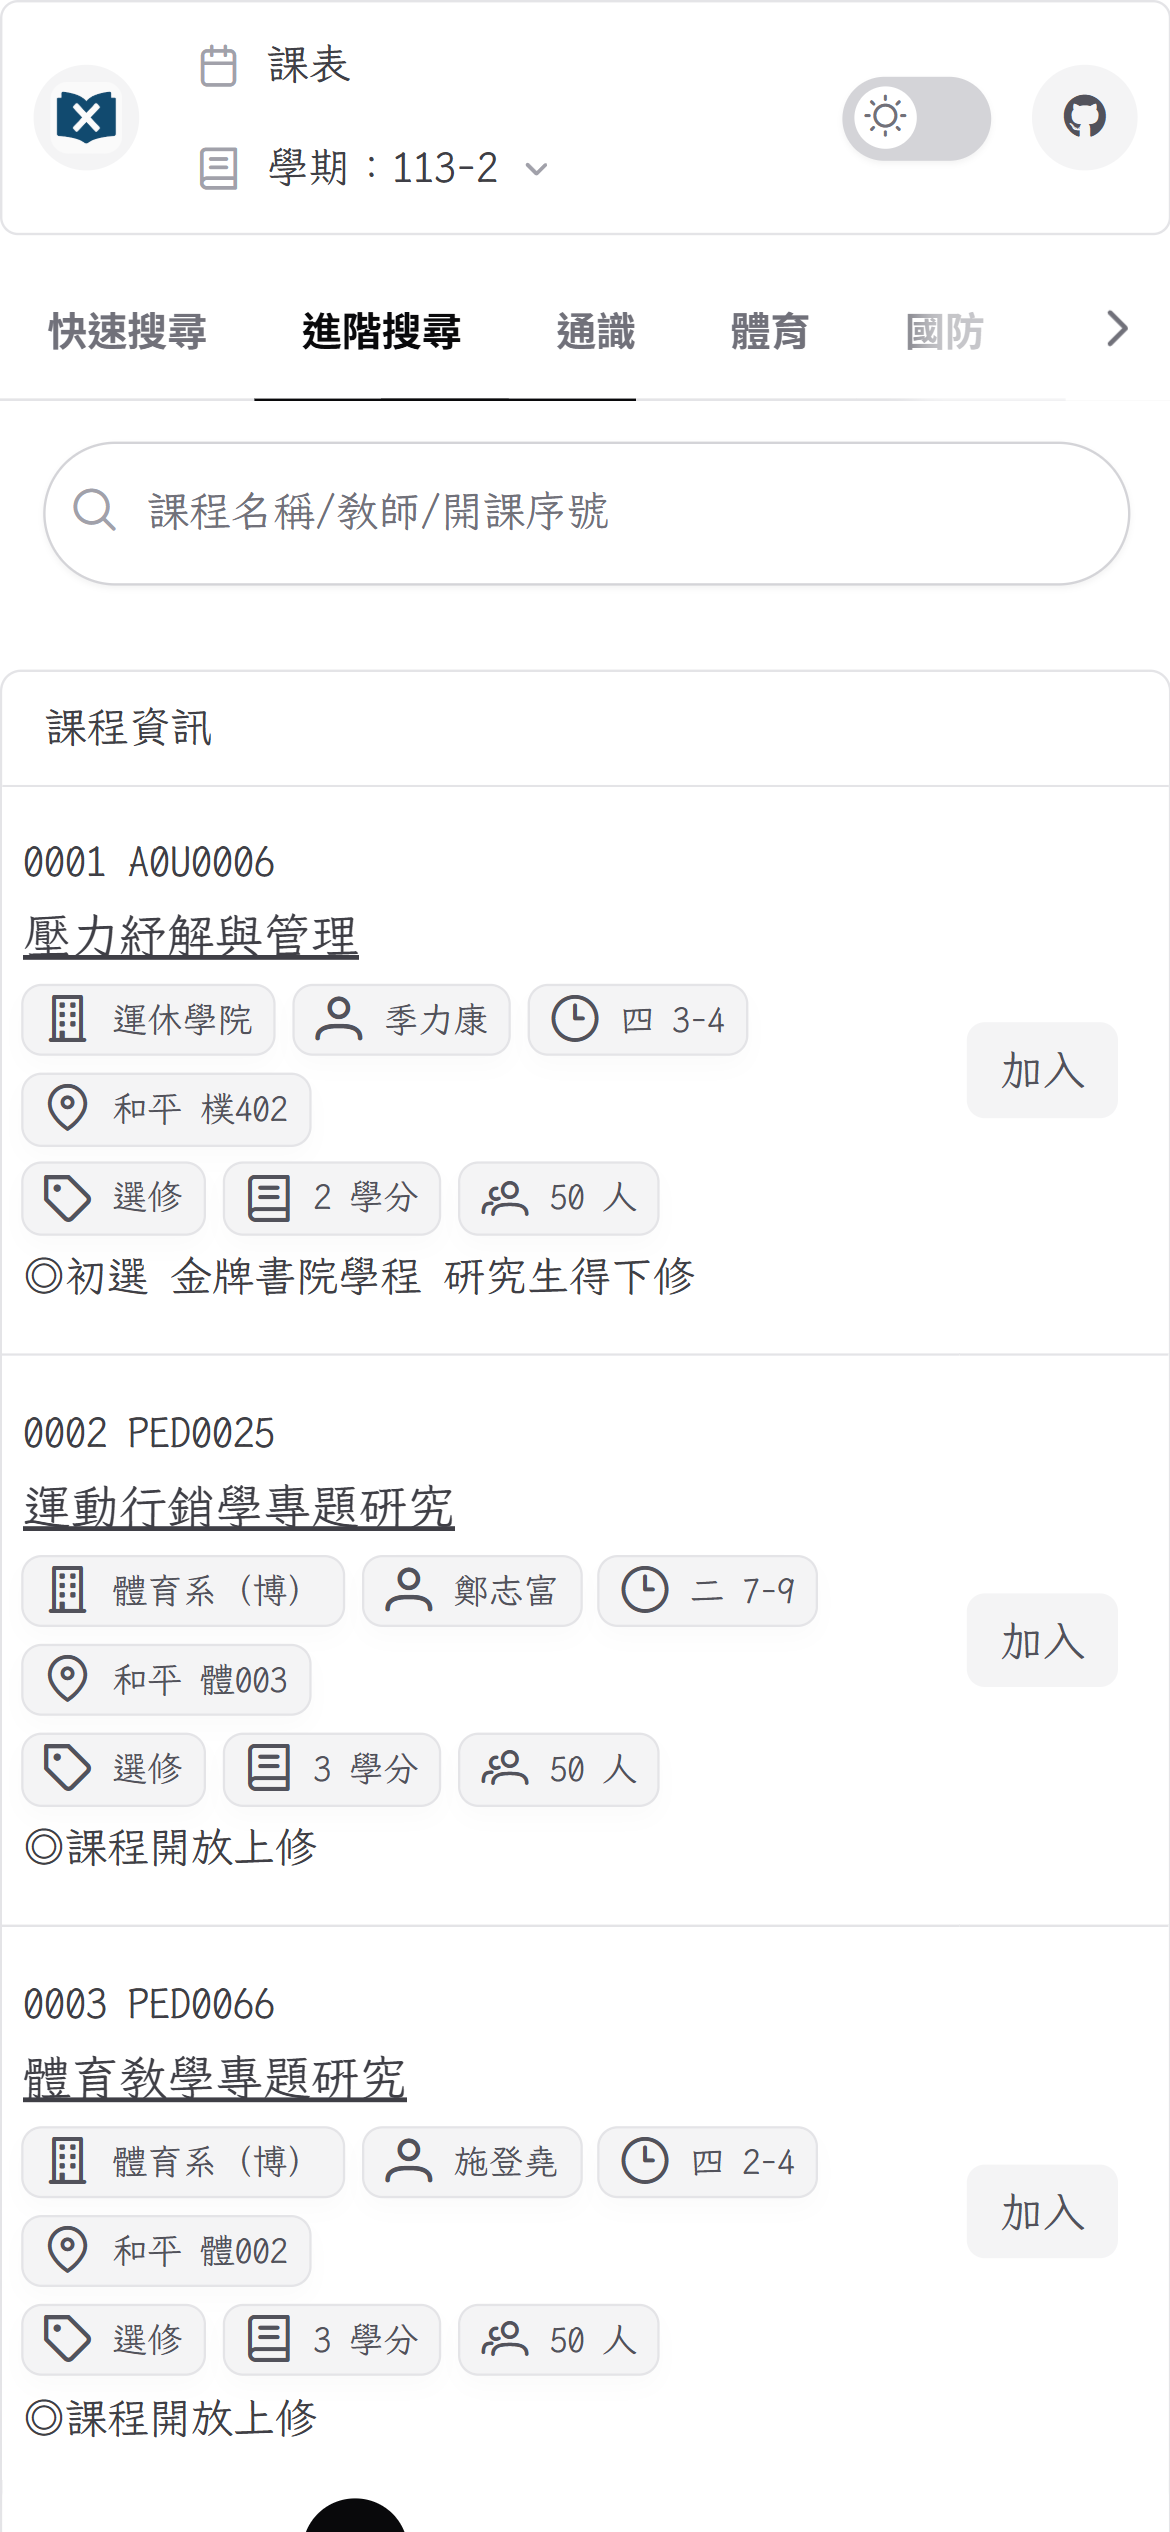 課表
學期：113-2
快速搜尋 進階搜尋 通識 體育 國防
課程名稱/教師/開課序號
課程資訊
0001 A0U0006
壓力紓解與管理
運休學院 季力康 四 3-4
和平 樸402
加入
選修 2 學分 50 人
◎初選 金牌書院學程 研究生得下修
0002 PED0025
運動行銷學專題研究
體育系（博） 鄭志富 二 7-9
加入
和平 體003
選修 3 學分 50 人
◎課程開放上修
0003 PED0066
體育教學專題研究
體育系（博） 施登堯 四 2-4
加入
和平 體002
選修 3 學分 50 人
◎課程開放上修